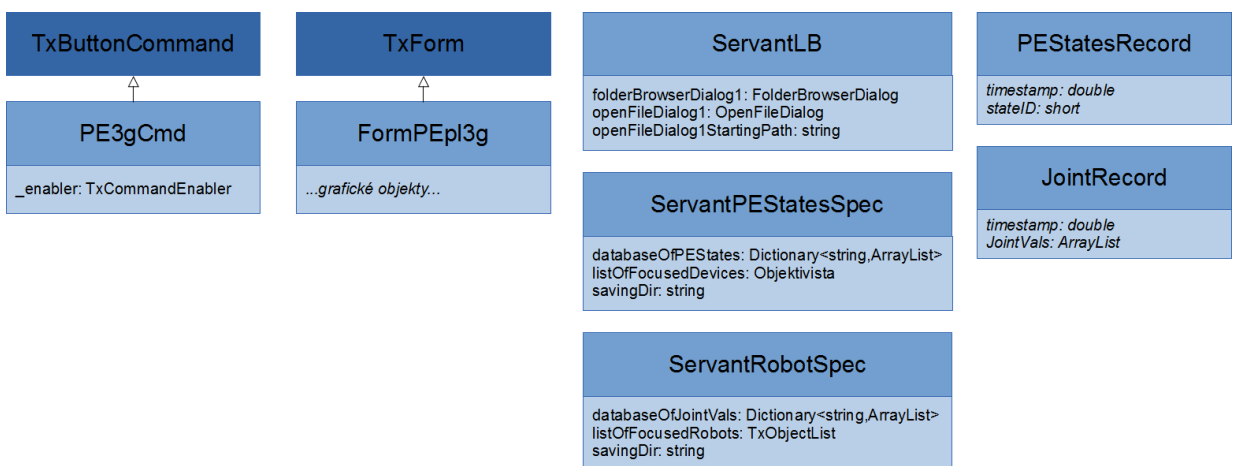 TxButtonCommand
PE3gCmd
_enabler: TxCommandEnabler
TxForm
FormPEpl3g
...grafické objekty...
ServantLB
folderBrowserDialog1: FolderBrowserDialog
openFileDialog1: OpenFileDialog
openFileDialog1StartingPath: string
ServantPEStatesSpec
databaseOfPEStates: Dictionary<string,ArrayList>
listOfFocusedDevices: Objektivista
savingDir: string
ServantRobotSpec
databaseOfJointVals: Dictionary<string,ArrayList>
listOfFocusedRobots: TxObjectList
savingDir: string
PEStatesRecord
timestamp: double
stateID: short
JointRecord
timestamp: double
JointVals: ArrayList